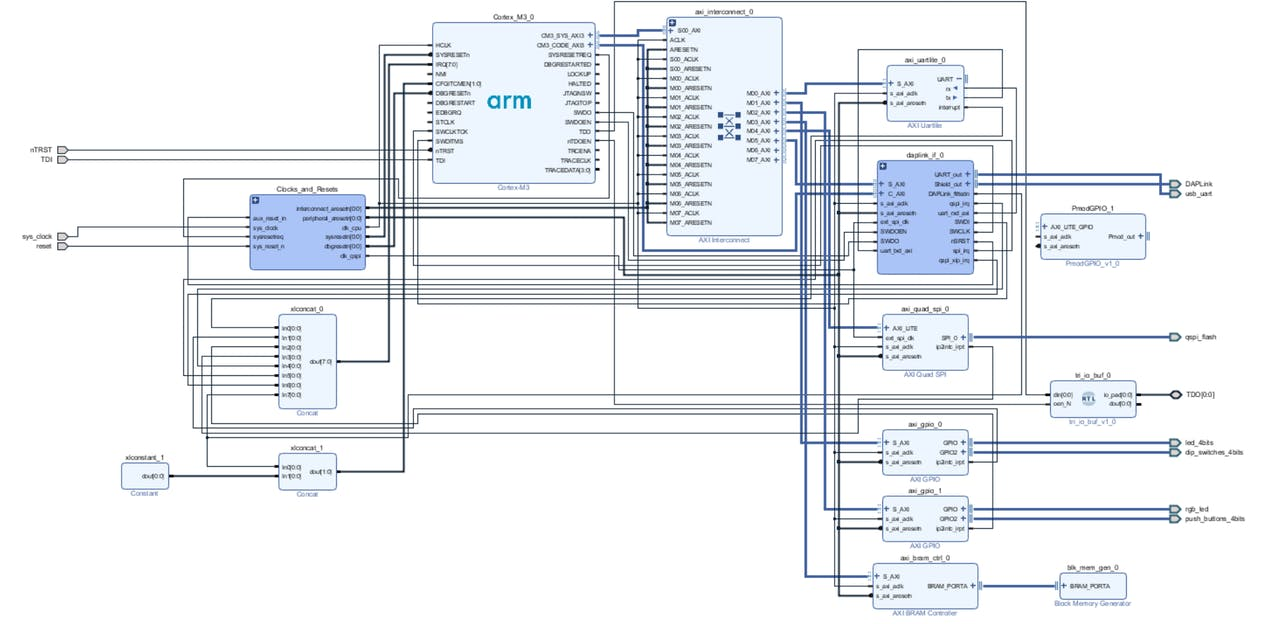 Cortex_M3_0
HCLK
SYSRESETn
IRQ[7:0]
NMI
CFGITCMEN[1:0]
DBGRESETn
DBGRESTART
EDBGRQ
STCLK
SWCLKTCK
SWDITMS
nTRST
TDI
arm
CM3_SYS_AXI3
CM3_CODE_AXI3
SYSRESETREQ
DBGRESTARTED
LOCKUP
HALTED
JTAGNSW
JTAGTOP
SWDO
SWDOEN
TDO
nTDOEN
TRCENA
TRACECLK
TRACEDATA[3:0]
Cortex-M3
axi_interconnect_0
S00_AXI
ACLK
ARESETN
S00_ACLK
S00_ARESETN
M00_ACLK
M00_ARESETN
M01_ACLK
M01_ARESETN
M02_ACLK
M02_ARESETN
M03_ACLK
M03_ARESETN
M04_ACLK
M04_ARESETN
M05_ACLK
M05_ARESETN
M06_ACLK
M06_ARESETN
M07_ACLK
M07_ARESETN
M00_AXI
M01_AXI
M02_AXI
M03_AXI
M04_AXI
M05_AXI
M06_AXI
M07_AXI
AXI Interconnect
axi_uartlite_0
S_AXI
s_axi_aclk
s_axi_aresetn
UART
rx
tx
interrupt
AXI Uartlite
daplink_if_0
S_AXI
C_AXI
s_axi_aclk
s_axi_aresetn
ext_spi_clk
SWDOEN
SWDO
uart_txd_axi
UART_out
Shield_out
DAPLink_fittedn
qspi_irq
uart_rxd_axi
SWDI
SWCLK
nSRST
spi_irq
qspi_xip_irq
DAPLink
usb_uart
PmodGPIO_1
AXI_LITE_GPIO
s_axi_aclk
s_axi_aresetn
Pmod_out
PmodGPIO_v1_0
nTRST
TDI
sys_clock
reset
Clocks_and_Resets
aux_reset_in
sys_clock
sysresetreq
sys_reset_n
interconnect_aresetn[0:0]
peripheral_aresetn[0:0]
clk_cpu
sysresetn[0:0]
dbgresetn[0:0]
clk_qspi
xlconcat_0
In0[0:0]
In1[0:0]
In2[0:0]
In3[0:0]
In4[0:0]
In5[0:0]
In6[0:0]
In7[0:0]
dout[7:0]
Concat
axi_quad_spi_0
AXI_LITE
ext_spi_clk
s_axi_aclk
s_axi_aresetn
SPI_0
ip2intc_irpt
AXI Quad SPI
qspi_flash
tri_io_buf_0
din[0:0]
oen_N
RTL
io_pad[0:0]
dout[0:0]
tri_io_buf_v1_0
TDO[0:0]
xlconstant_1
dout[0:0]
Constant
xlconcat_1
In0[0:0]
In1[0:0]
dout[1:0]
Concat
axi_gpio_0
S_AXI
s_axi_aclk
s_axi_aresetn
GPIO
GPIO2
ip2intc_irpt
AXI GPIO
led_4bits
dip_switches_4bits
axi_gpio_1
S_AXI
s_axi_aclk
s_axi_aresetn
GPIO
GPIO2
ip2intc_irpt
AXI GPIO
rgb_led
push_buttons_4bits
axi_bram_ctrl_0
S_AXI
s_axi_aclk
s_axi_aresetn
BRAM_PORTA
AXI BRAM Controller
blk_mem_gen_0
BRAM_PORTA
Block Memory Generator